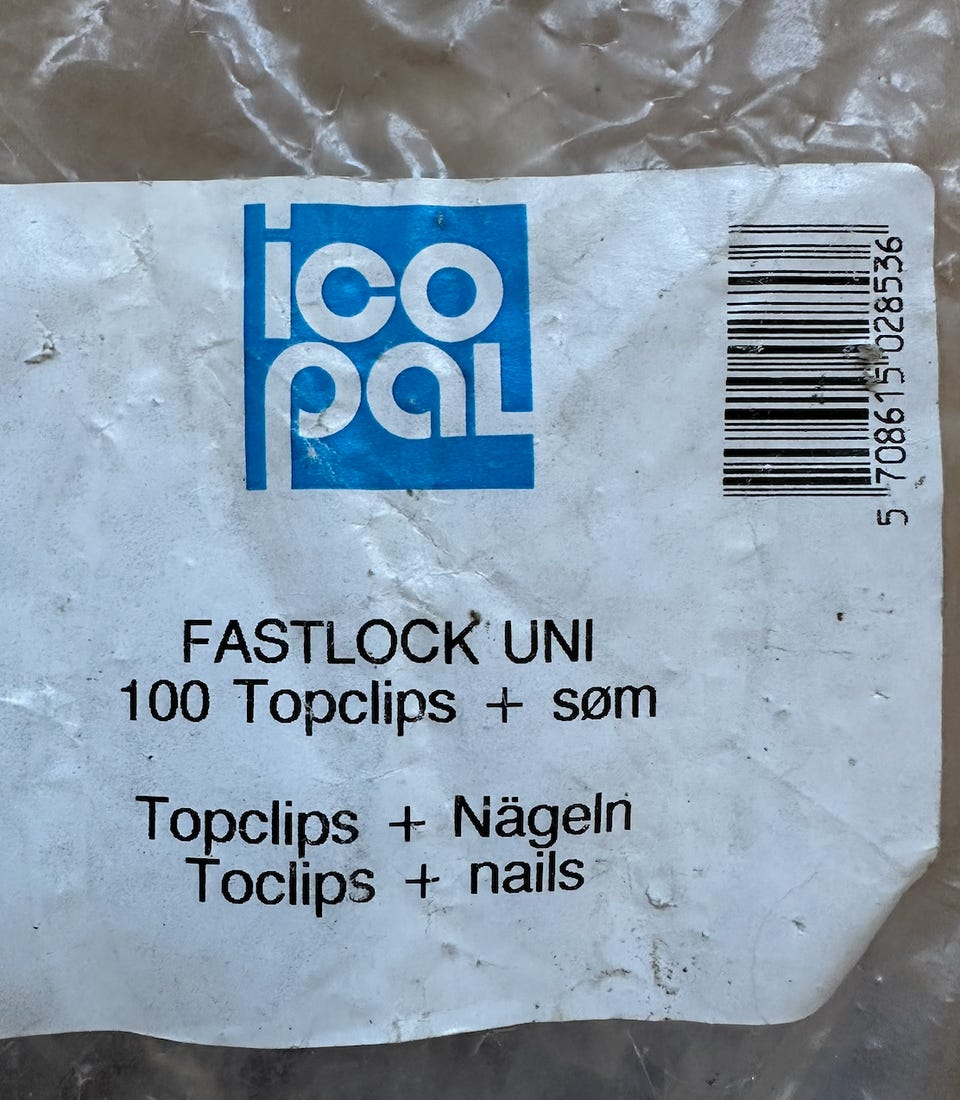 ico
pal
5 708615 028536
FASTLOCK UNI
100 Topclips + søm
Topclips + Nägeln
Toclips + nails